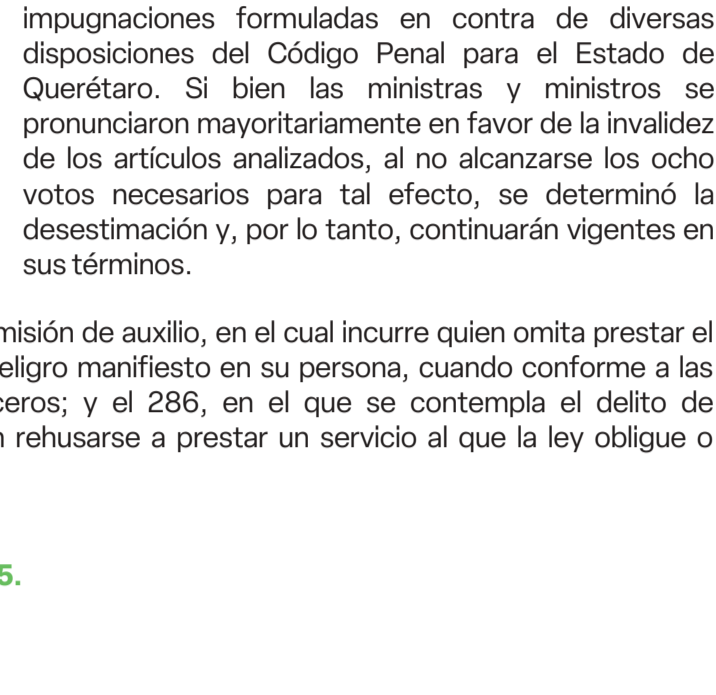 impugnaciones formuladas en contra de diversas
disposiciones del Código Penal para el Estado de
Querétaro. Si bien las ministras y ministros se
pronunciaron mayoritariamente en favor de la invalidez
de los artículos analizados, al no alcanzarse los ocho
votos necesarios para tal efecto, se determinó la
desestimación y, por lo tanto, continuarán vigentes en
sus términos.
misión de auxilio, en el cual incurre quien omita prestar el
eligro manifiesto en su persona, cuando conforme a las
ceros; y el 286, en el que se contempla el delito de
rehusarse a prestar un servicio al que la ley obligue o
5.